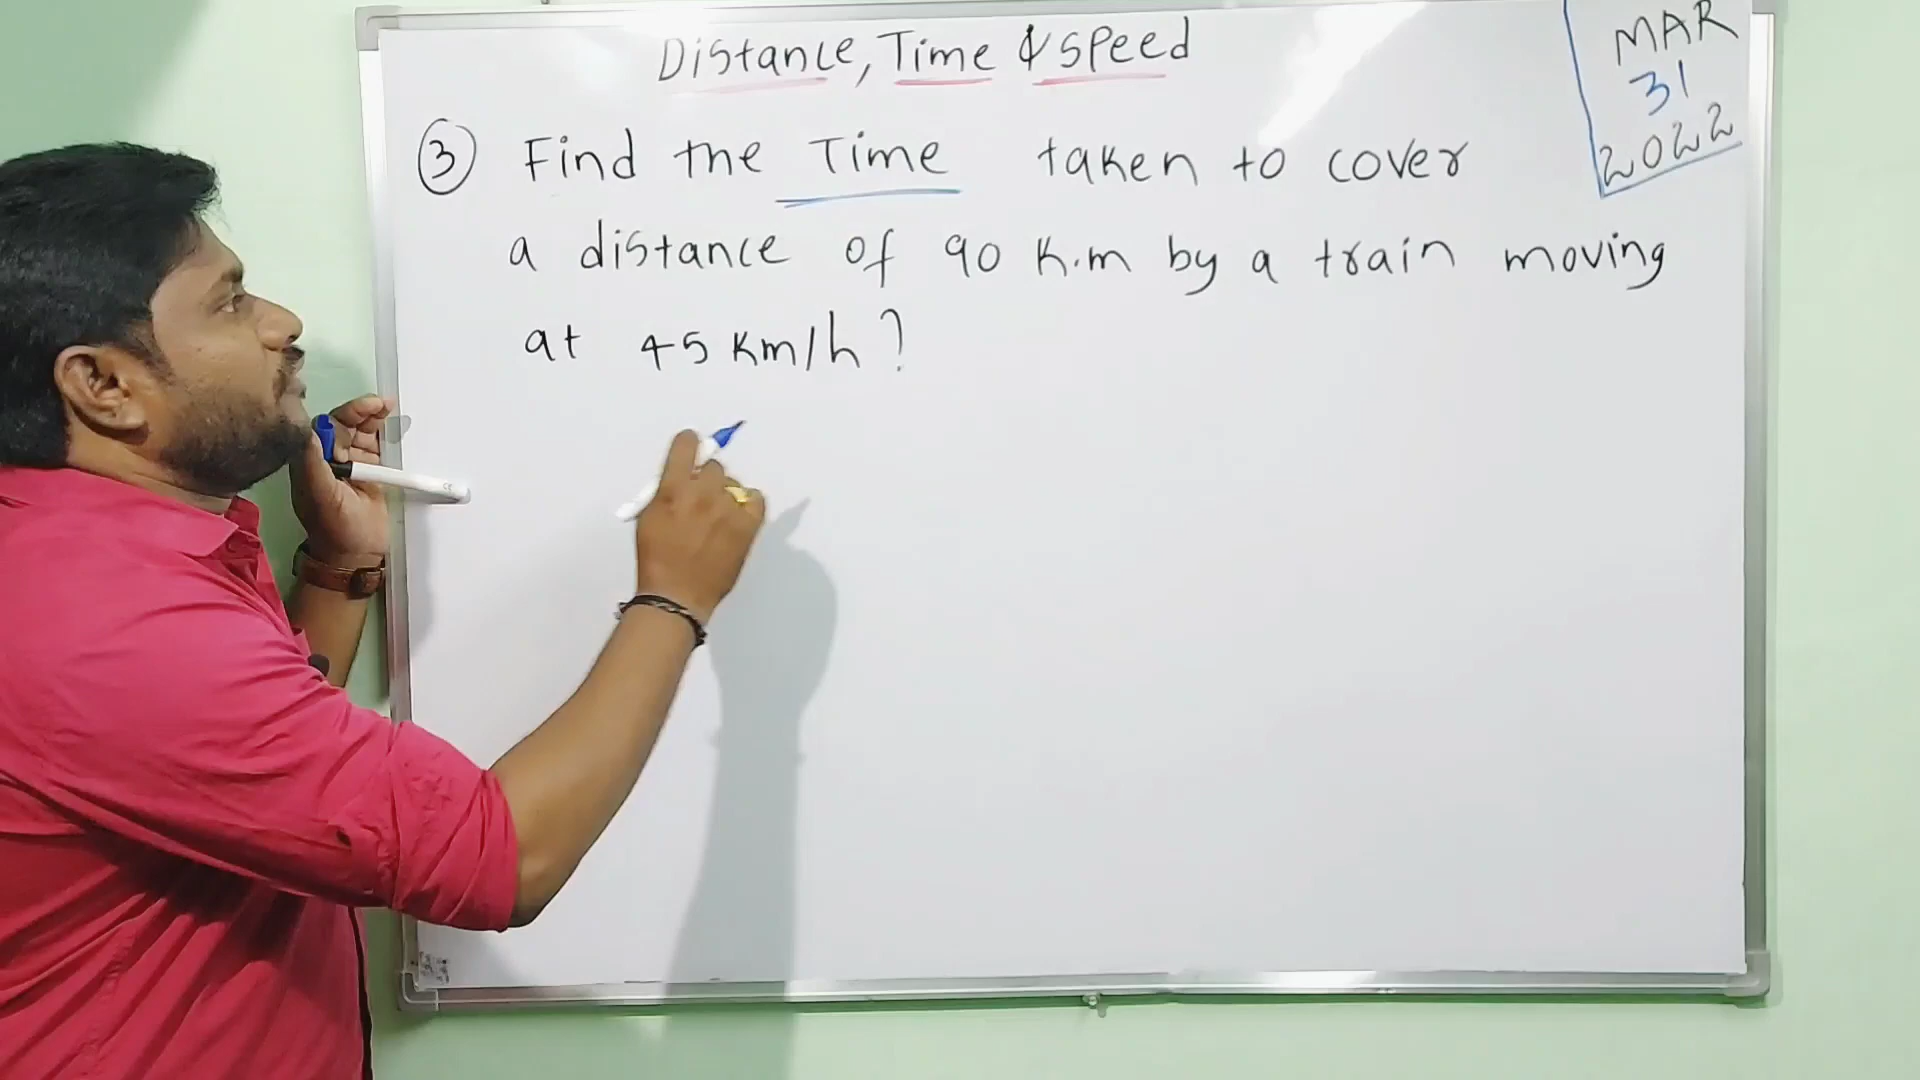 Distance, Time & speed
MAR
31
2022
3 Find the Time taken to cover
a distance of 90 K.m by a train moving
at 45 Km/h ?